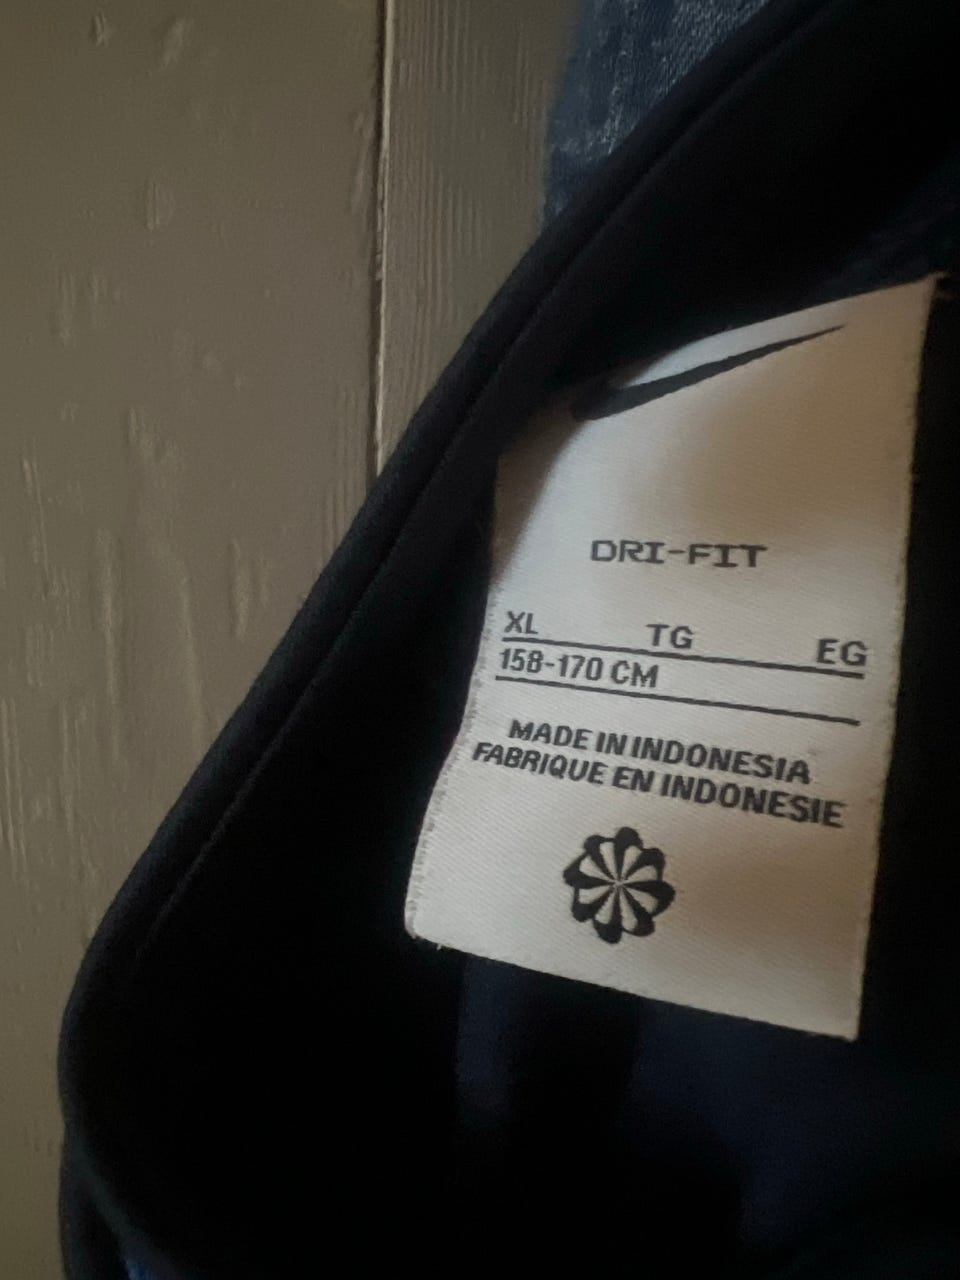 DRI-FIT
XL TG EG
158-170 CM
MADE IN INDONESIA
FABRIQUE EN INDONESIE